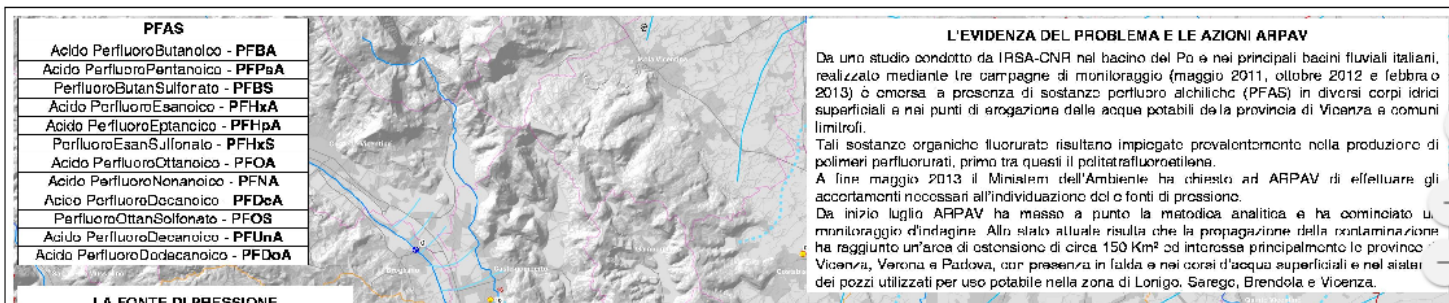 PFAS
Acido PerfluoroButanoico - PFBA
Acido PerfluoroPentanoico - PFPeA
PerfluoroButanSulfonato - PFBS
Acido PerfluoroEsanoico - PFHxA
Acido PerfluoroEptanoico - PFHpA
PerfluoroEsanSulfonato - PFHxS
Acido PerfluoroOttanoico - PFOA
Acido PerfluoroNonanoico - PFNA
Acido PerfluoroDecanoico - PFDeA
PerfluoroOttanSolfonato - PFOS
Acido PerfluoroDecanoico - PFUnA
Acido PerfluoroDodecanoico - PFDoA
LA FONTE DI PRESSIONE
Isola Vicentina
L'EVIDENZA DEL PROBLEMA E LE AZIONI ARPAV
Da uno studio condotto da IRSA-CNR nel bacino del Po e nei principali bacini fluviali italiani,
realizzato mediante tre campagne di monitoraggio (maggio 2011, ottobre 2012 e febbraio
2013) è emersa a presenza di sostanze perfluoro alchiliche (PFAS) in diversi corpi idrici
superficiali e nei punti di erogazione delle acque potabili della provincia di Vicenza e comuni
limitrofi.
Tali sostanze organiche fluorurate risultano impiegate prevalentemente nella produzione di
polimeri perfluorurati, primo tra questi il politetrafluoroetilene.
A fine maggio 2013 il Ministero dell'Ambiente ha chiesto ad ARPAV di effettuare gli
accertamenti necessari all'individuazione delle fonti di pressione.
Da inizio luglio ARPAV ha messo a punto la metodica analitica e ha cominciato u
monitoraggio d'indagine. Allo stato attuale risulta che la propagazione della contaminazione
ha raggiunto un'area di estensione di circa 150 Km² ed interessa principalmente le province
Vicenza, Verona e Padova, con presenza in falda e nei corsi d'acqua superficiali e nel sistem
dei pozzi utilizzati per uso potabile nella zona di Lonigo, Sarego, Brendola e Vicenza.